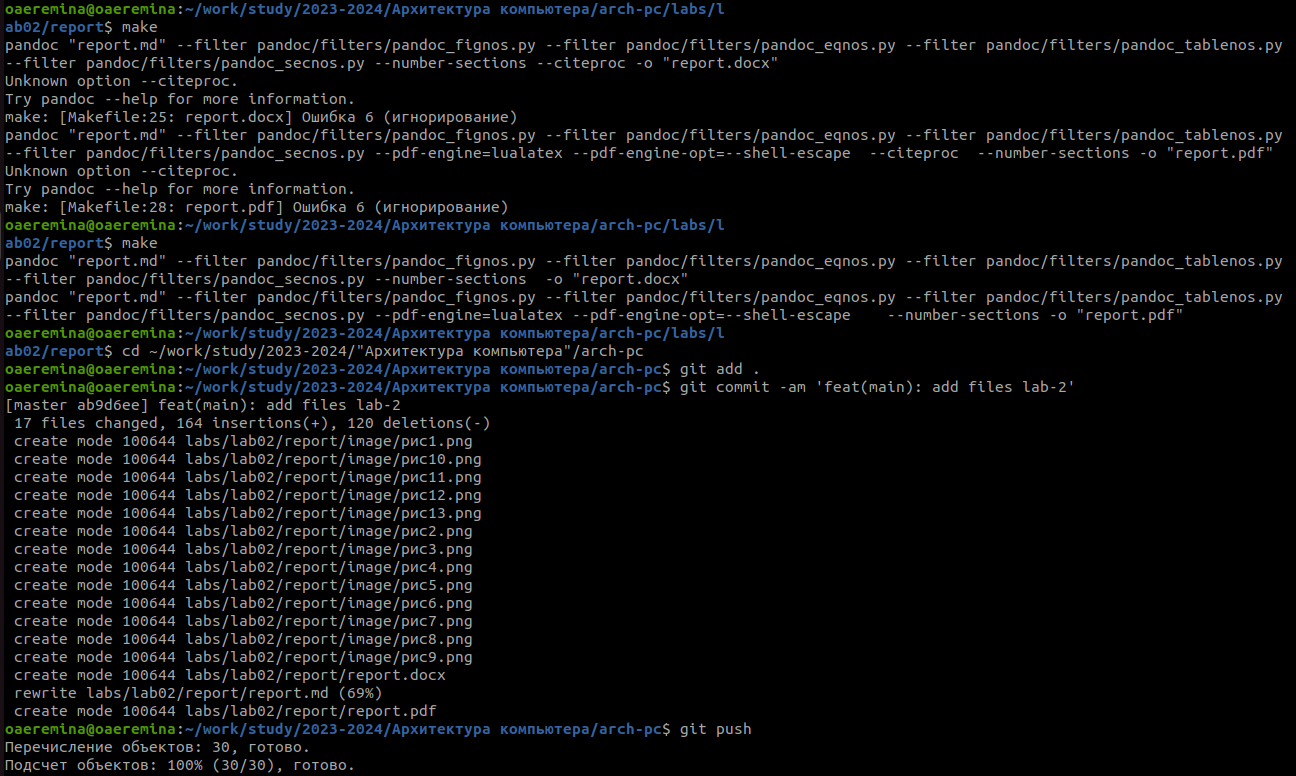 oaeremina@oaeremina:~/work/study/2023-2024/Архитектура компьютера/arch-pc/labs/l
ab02/report$ make
pandoc "report.md" --filter pandoc/filters/pandoc_fignos.py --filter pandoc/filters/pandoc_eqnos.py --filter pandoc/filters/pandoc_tablenos.py
--filter pandoc/filters/pandoc_secnos.py --number-sections --citeproc -o "report.docx"
Unknown option --citeproc.
Try pandoc --help for more information.
make: [Makefile:25: report.docx] Ошибка 6 (игнорирование)
pandoc "report.md" --filter pandoc/filters/pandoc_fignos.py --filter pandoc/filters/pandoc_eqnos.py --filter pandoc/filters/pandoc_tablenos.py
--filter pandoc/filters/pandoc_secnos.py --pdf-engine=lualatex --pdf-engine-opt=--shell-escape  --citeproc  --number-sections -o "report.pdf"
Unknown option --citeproc.
Try pandoc --help for more information.
make: [Makefile:28: report.pdf] Ошибка 6 (игнорирование)
oaeremina@oaeremina:~/work/study/2023-2024/Архитектура компьютера/arch-pc/labs/l
ab02/report$ make
pandoc "report.md" --filter pandoc/filters/pandoc_fignos.py --filter pandoc/filters/pandoc_eqnos.py --filter pandoc/filters/pandoc_tablenos.py
--filter pandoc/filters/pandoc_secnos.py --number-sections  -o "report.docx"
pandoc "report.md" --filter pandoc/filters/pandoc_fignos.py --filter pandoc/filters/pandoc_eqnos.py --filter pandoc/filters/pandoc_tablenos.py
--filter pandoc/filters/pandoc_secnos.py --pdf-engine=lualatex --pdf-engine-opt=--shell-escape    --number-sections -o "report.pdf"
oaeremina@oaeremina:~/work/study/2023-2024/Архитектура компьютера/arch-pc/labs/l
ab02/report$ cd ~/work/study/2023-2024/"Архитектура компьютера"/arch-pc
oaeremina@oaeremina:~/work/study/2023-2024/Архитектура компьютера/arch-pc$ git add .
oaeremina@oaeremina:~/work/study/2023-2024/Архитектура компьютера/arch-pc$ git commit -am 'feat(main): add files lab-2'
[master ab9d6ee] feat(main): add files lab-2
 17 files changed, 164 insertions(+), 120 deletions(-)
 create mode 100644 labs/lab02/report/image/рис1.png
 create mode 100644 labs/lab02/report/image/рис10.png
 create mode 100644 labs/lab02/report/image/рис11.png
 create mode 100644 labs/lab02/report/image/рис12.png
 create mode 100644 labs/lab02/report/image/рис13.png
 create mode 100644 labs/lab02/report/image/рис2.png
 create mode 100644 labs/lab02/report/image/рис3.png
 create mode 100644 labs/lab02/report/image/рис4.png
 create mode 100644 labs/lab02/report/image/рис5.png
 create mode 100644 labs/lab02/report/image/рис6.png
 create mode 100644 labs/lab02/report/image/рис7.png
 create mode 100644 labs/lab02/report/image/рис8.png
 create mode 100644 labs/lab02/report/image/рис9.png
 create mode 100644 labs/lab02/report/report.docx
 rewrite labs/lab02/report/report.md (69%)
 create mode 100644 labs/lab02/report/report.pdf
oaeremina@oaeremina:~/work/study/2023-2024/Архитектура компьютера/arch-pc$ git push
Перечисление объектов: 30, готово.
Подсчет объектов: 100% (30/30), готово.